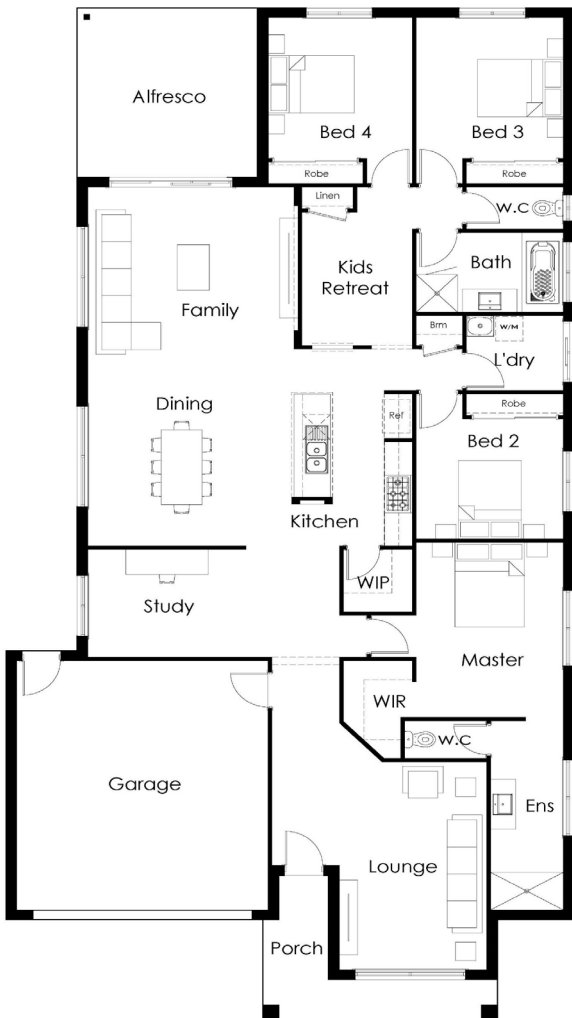 Alfresco
Bed 4
Bed 3
Robe
Robe
Linen
W.C
Kids
Retreat
Bath
Family
Brm
W/M
L'dry
Dining
Ref
Robe
Bed 2
Kitchen
WIP
Study
Master
WIR
W.C
Garage
Ens
Lounge
Porch